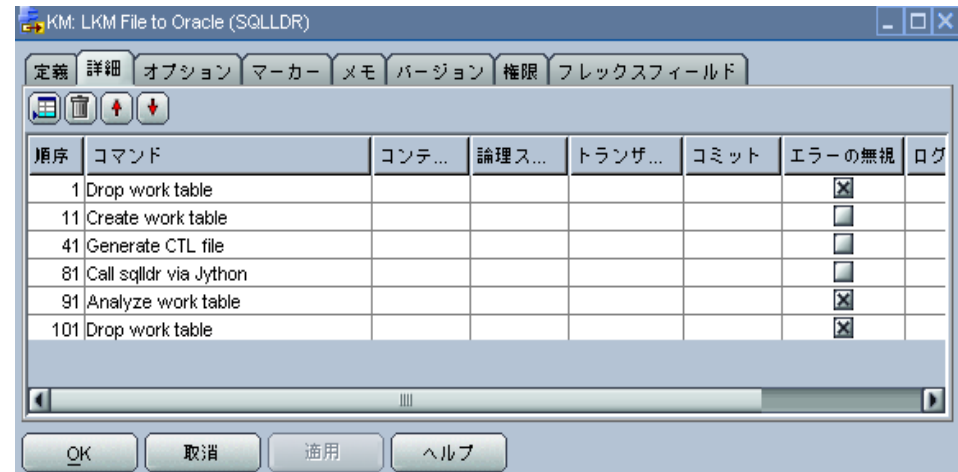 KM: LKM File to Oracle (SQLLDR)
定義 詳細 オプション マーカー メモ バージョン 権限 フレックスフィールド
順序 コマンド コンテ... 論理ス... トランザ... コミット エラーの無視 ログ
1 Drop work table
11 Create work table
41 Generate CTL file
81 Call sqlldr via Jython
91 Analyze work table
101 Drop work table
OK 取消 適用 ヘルプ